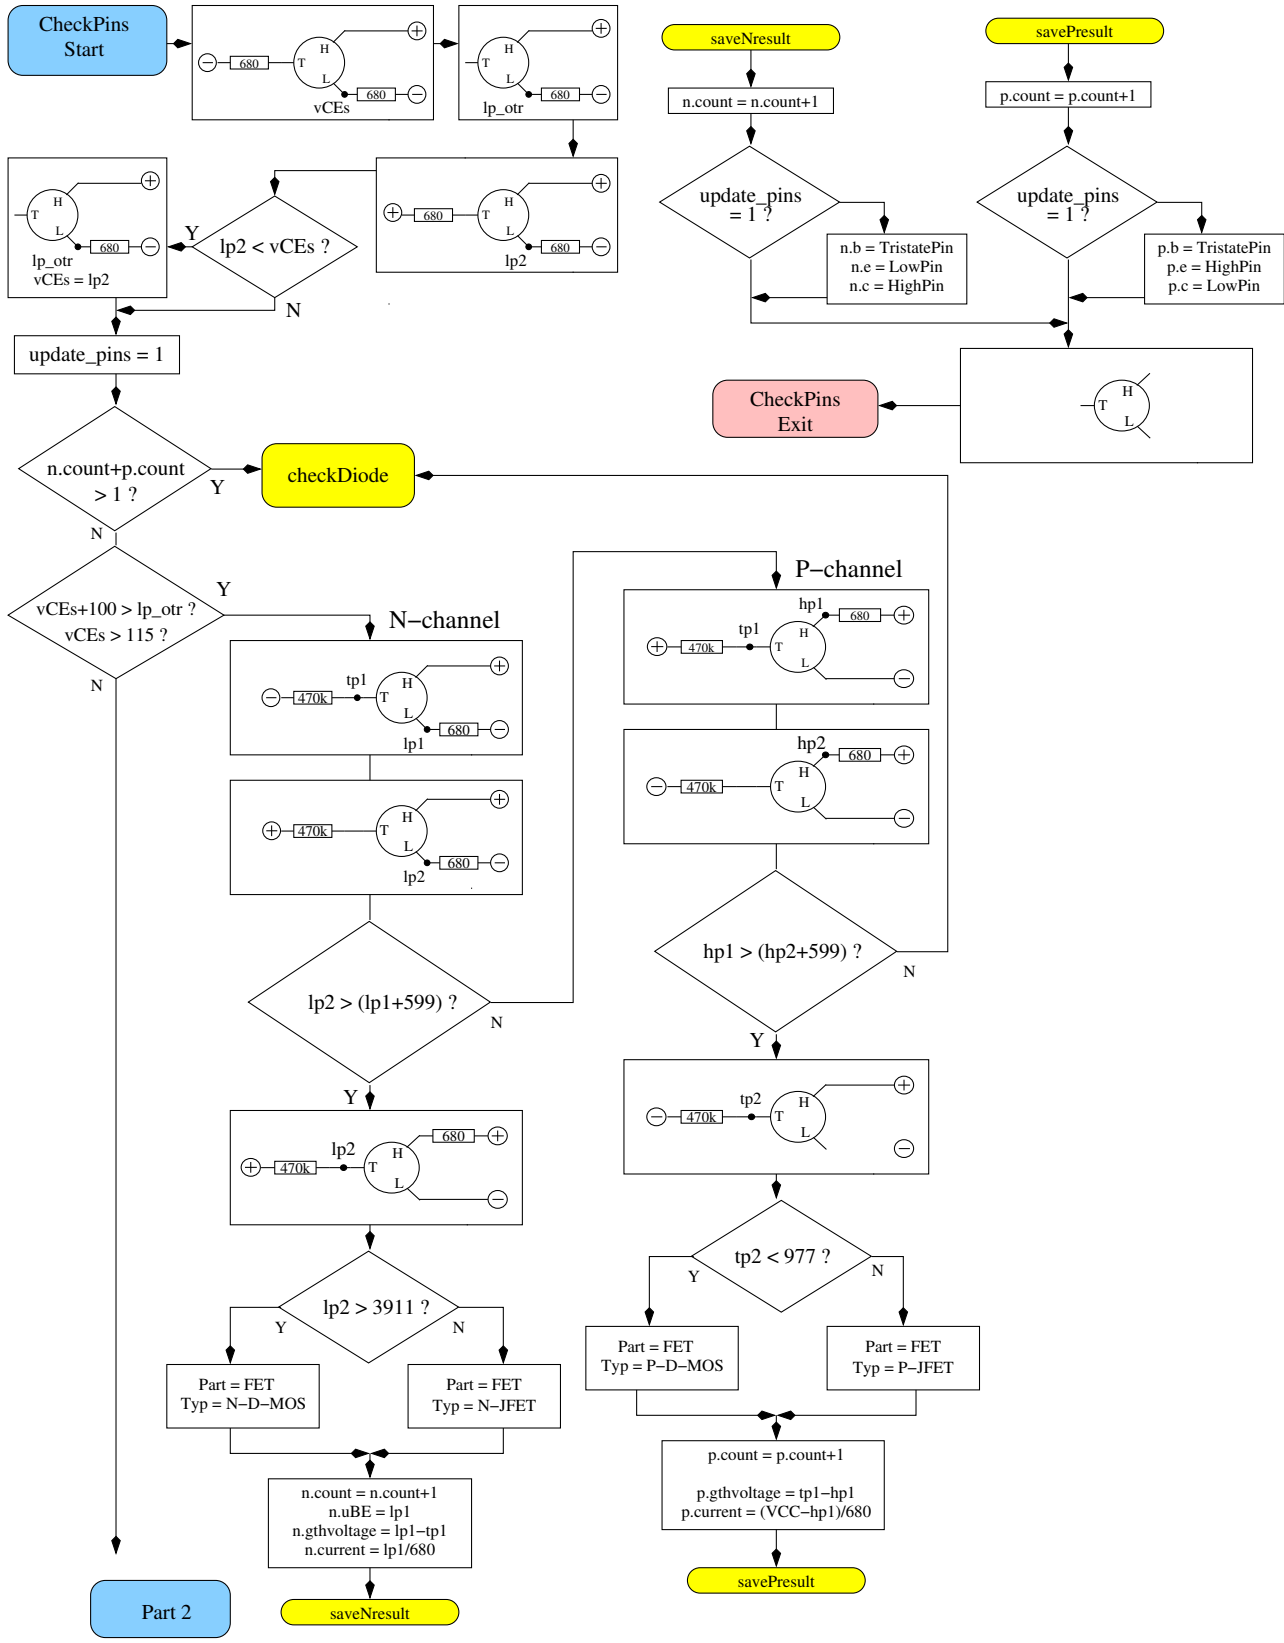 CheckPins
Start
H
T
L
680
680
vCEs
H
T
L
680
lp_otr
saveNresult
savePresult
n.count = n.count+1
p.count = p.count+1
update_pins
= 1 ?
update_pins
= 1 ?
n.b = TristatePin
n.e = LowPin
n.c = HighPin
p.b = TristatePin
p.e = HighPin
p.c = LowPin
H
T
L
680
lp_otr
vCEs = lp2
Y
lp2 < vCEs ?
N
H
T
L
680
680
lp2
update_pins = 1
H
T
L
CheckPins
Exit
n.count+p.count
> 1 ?
Y
N
checkDiode
vCEs+100 > lp_otr ?
vCEs > 115 ?
Y
N
N−channel
tp1
470k
H
T
L
680
lp1
470k
H
T
L
680
lp2
lp2 > (lp1+599) ?
N
Y
lp2
470k
H
T
L
680
lp2 > 3911 ?
Y
N
Part = FET
Typ = N−D−MOS
Part = FET
Typ = N−JFET
n.count = n.count+1
n.uBE = lp1
n.gthvoltage = lp1−tp1
n.current = lp1/680
saveNresult
P−channel
hp1
680
tp1
470k
H
T
L
hp2
680
470k
H
T
L
hp1 > (hp2+599) ?
N
Y
tp2
470k
H
T
L
tp2 < 977 ?
Y
N
Part = FET
Typ = P−D−MOS
Part = FET
Typ = P−JFET
p.count = p.count+1
p.gthvoltage = tp1−hp1
p.current = (VCC−hp1)/680
savePresult
Part 2